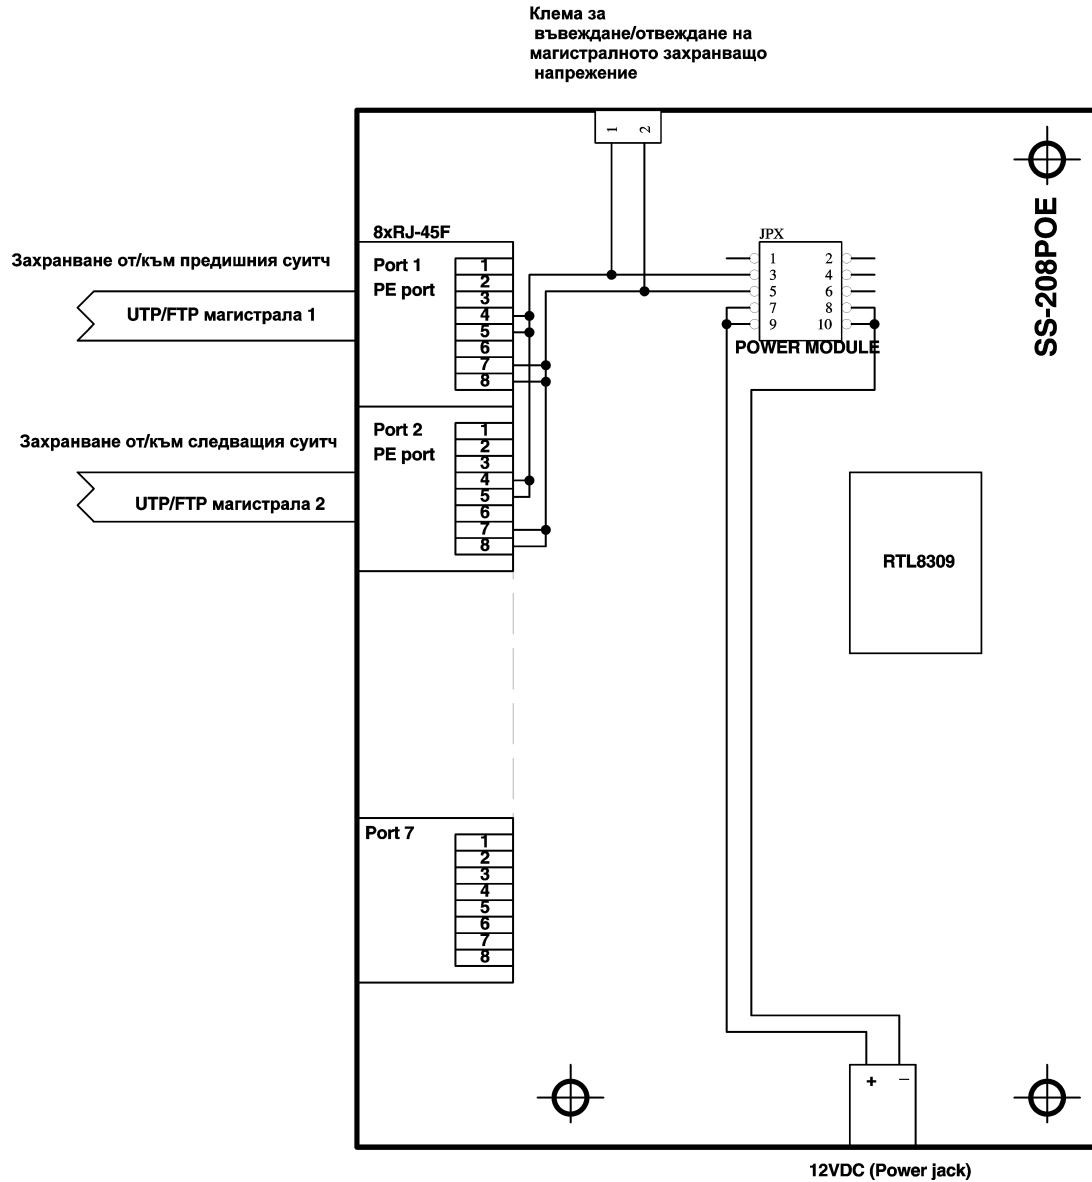 Клема за
въвеждане/отвеждане на
магистралното захранващо
напрежение
1 2
SS-208POE
8xRJ-45F
Port 1
PE port
1
2
3
4
5
6
7
8
Захранване от/към предишния суитч
UTP/FTP магистрала 1
JPX
1 2
3 4
5 6
7 8
9 10
POWER MODULE
Port 2
PE port
1
2
3
4
5
6
7
8
Захранване от/към следващия суитч
UTP/FTP магистрала 2
RTL8309
Port 7
1
2
3
4
5
6
7
8
+ −
12VDC (Power jack)